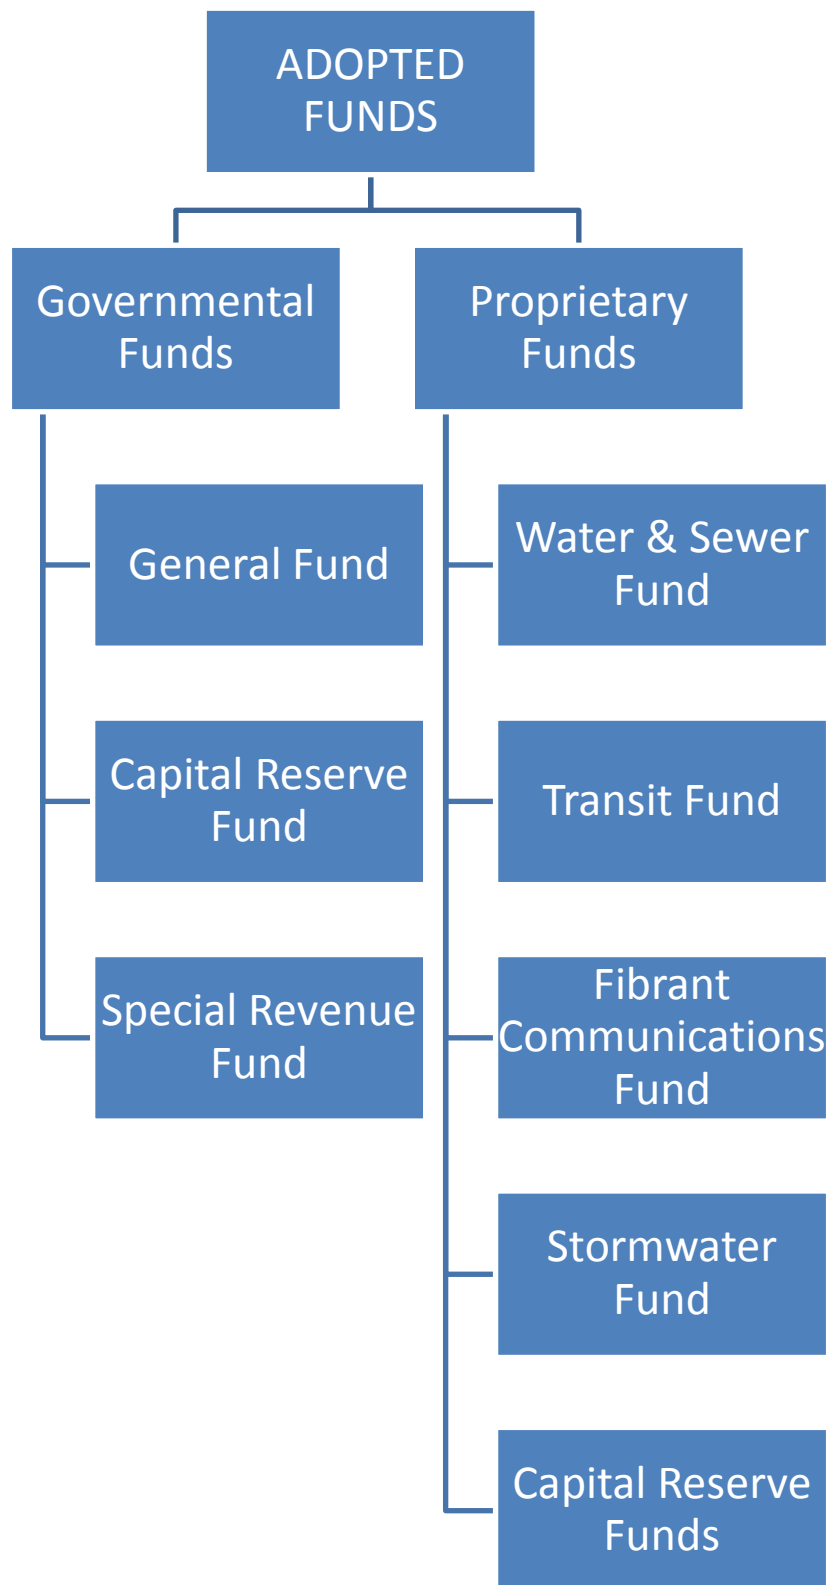 ADOPTED
FUNDS
Governmental
Funds
Proprietary
Funds
General Fund
Capital Reserve
Fund
Special Revenue
Fund
Water & Sewer
Fund
Transit Fund
Fibrant
Communications
Fund
Stormwater
Fund
Capital Reserve
Funds